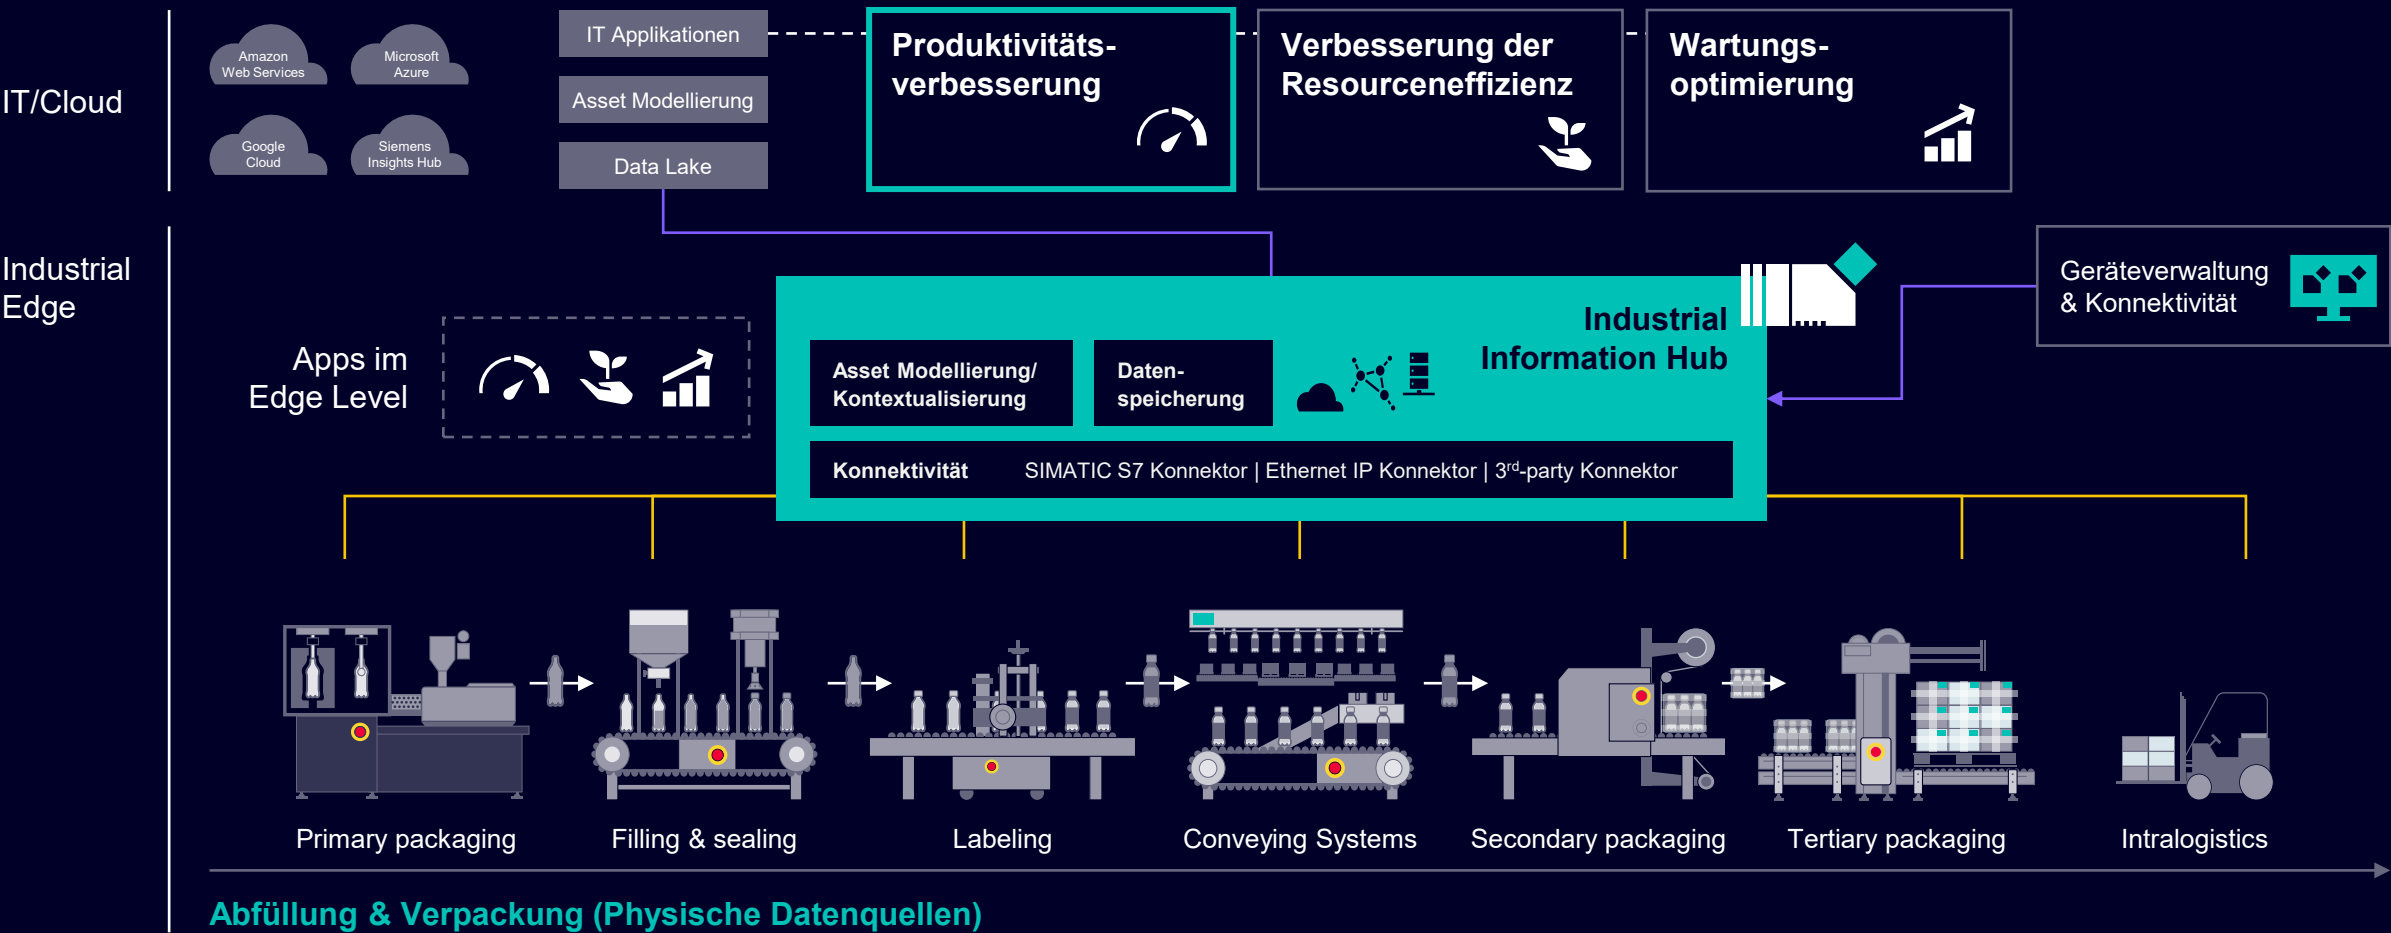 IT/Cloud
Amazon
Web Services
Microsoft
Azure
Google
Cloud
Siemens
Insights Hub
IT Applikationen
Asset Modellierung
Data Lake
Produktivitäts-
verbesserung
Verbesserung der
Resourceneffizienz
Wartungs-
optimierung
Industrial
Edge
Apps im
Edge Level
Industrial
Information Hub
Asset Modellierung/
Kontextualisierung
Daten-
speicherung
Konnektivität SIMATIC S7 Konnektor | Ethernet IP Konnektor | 3rd-party Konnektor
Geräteverwaltung
& Konnektivität
Primary packaging
Filling & sealing
Labeling
Conveying Systems
Secondary packaging
Tertiary packaging
Intralogistics
Abfüllung & Verpackung (Physische Datenquellen)